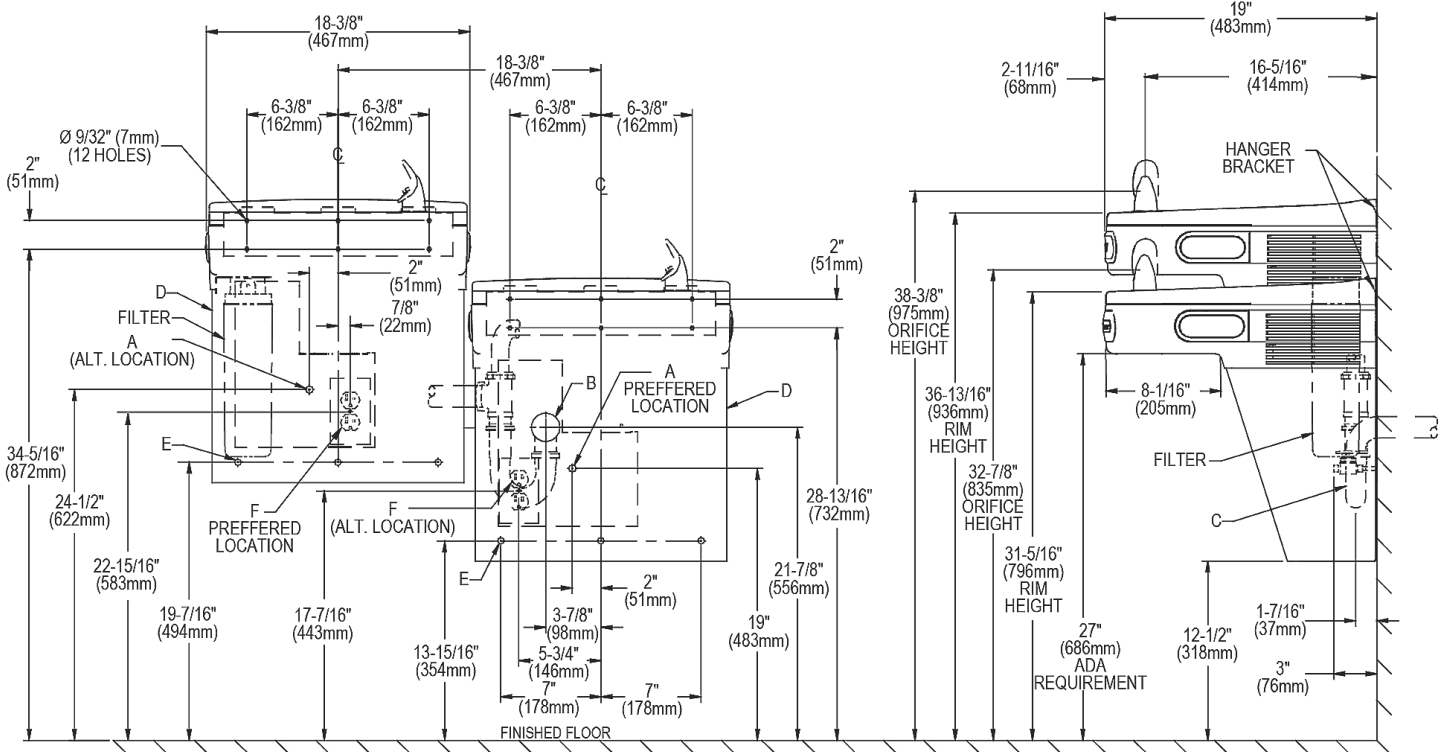 18-3/8"
(467mm)
18-3/8"
(467mm)
6-3/8"
(162mm)
6-3/8"
(162mm)
6-3/8"
(162mm)
6-3/8"
(162mm)
Ø 9/32" (7mm)
(12 HOLES)
2"
(51mm)
C
C
2"
(51mm)
2"
(51mm)
7/8"
(22mm)
D
FILTER
A
(ALT. LOCATION)
A
PREFFERED
LOCATION
B
D
E
34-5/16"
(872mm)
24-1/2"
(622mm)
F
PREFFERED
LOCATION
F
(ALT. LOCATION)
28-13/16"
(732mm)
22-15/16"
(583mm)
21-7/8"
(556mm)
E
2"
(51mm)
19-7/16"
(494mm)
17-7/16"
(443mm)
3-7/8"
(98mm)
19"
(483mm)
13-15/16"
(354mm)
5-3/4"
(146mm)
7"
(178mm)
7"
(178mm)
FINISHED FLOOR
19"
(483mm)
2-11/16"
(68mm)
16-5/16"
(414mm)
HANGER
BRACKET
38-3/8"
(975mm)
ORIFICE
HEIGHT
36-13/16"
(936mm)
RIM
HEIGHT
8-1/16"
(205mm)
FILTER
32-7/8"
(835mm)
ORIFICE
HEIGHT
C
31-5/16"
(796mm)
RIM
HEIGHT
27"
(686mm)
ADA
REQUIREMENT
12-1/2"
(318mm)
1-7/16"
(37mm)
3"
(76mm)